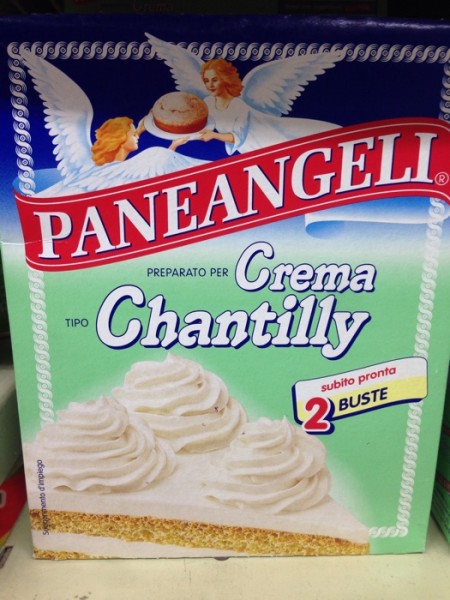 PANEANGELI®
PREPARATO PER Crema
TIPO Chantilly
subito pronta
2 BUSTE
Suggerimento d'impiego